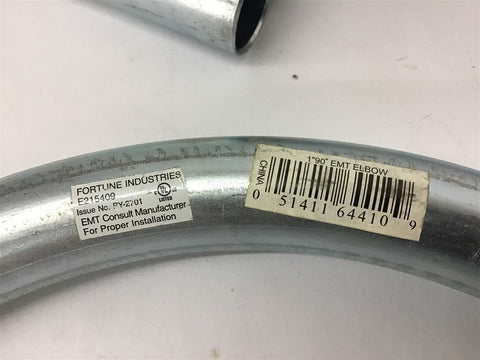 FORTUNE INDUSTRIES
E215409
Issue No. PY-2701
UL
LISTED
EMT Consult Manufacturer
For Proper Installation
1"90° EMT ELBOW
CHINA
0 51411 64410 9